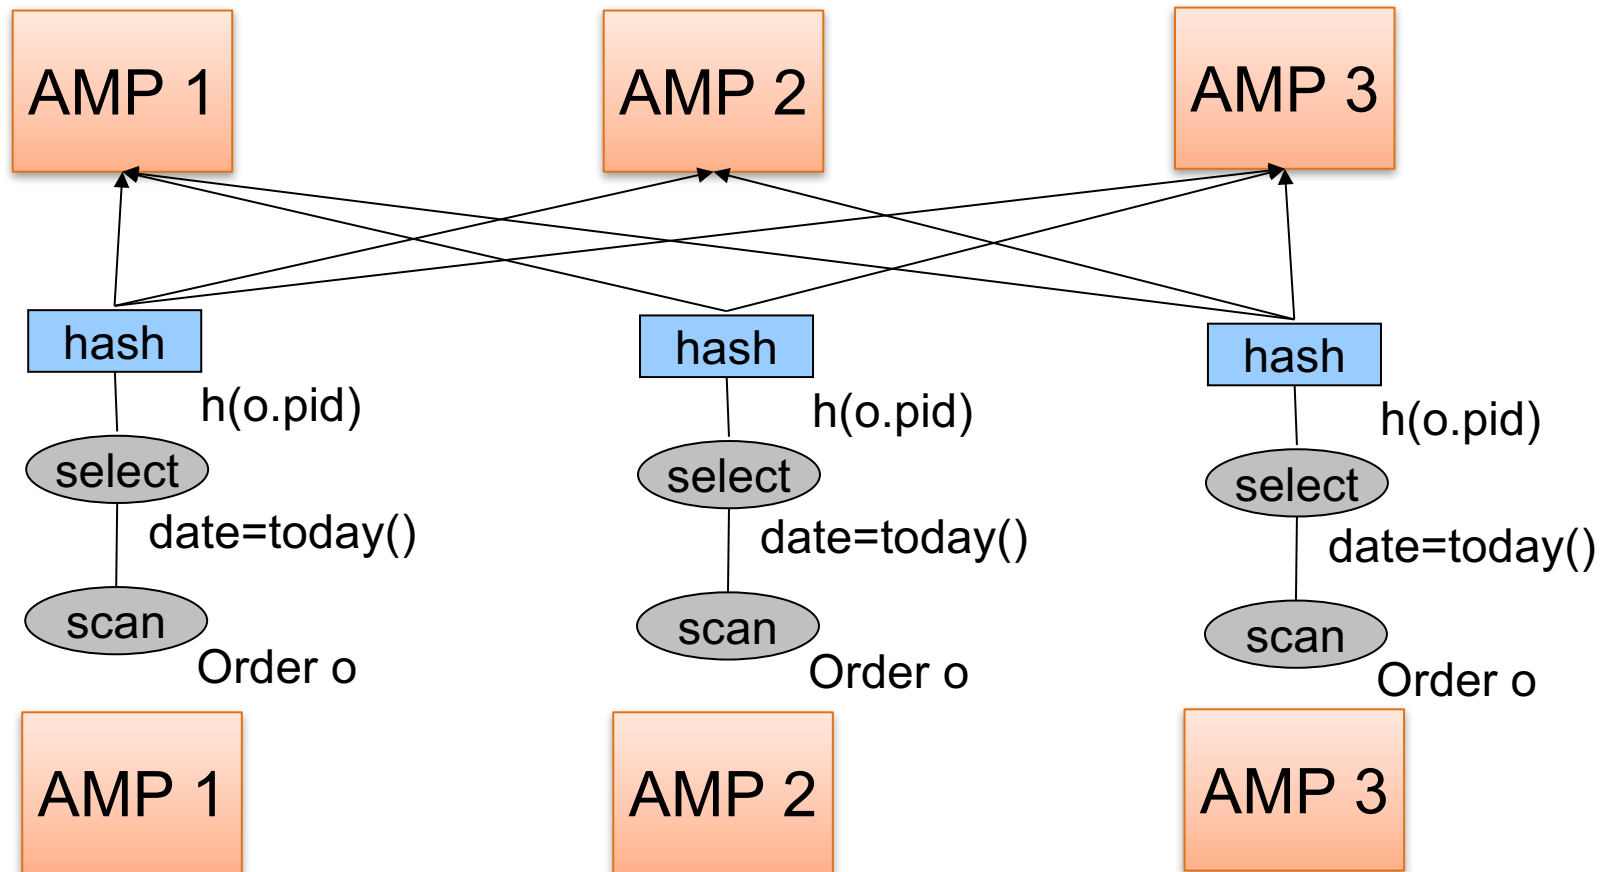 AMP 1
AMP 2
AMP 3
hash
hash
hash
h(o.pid)
h(o.pid)
h(o.pid)
select
select
select
date=today()
date=today()
date=today()
scan
scan
scan
Order o
Order o
Order o
AMP 1
AMP 2
AMP 3